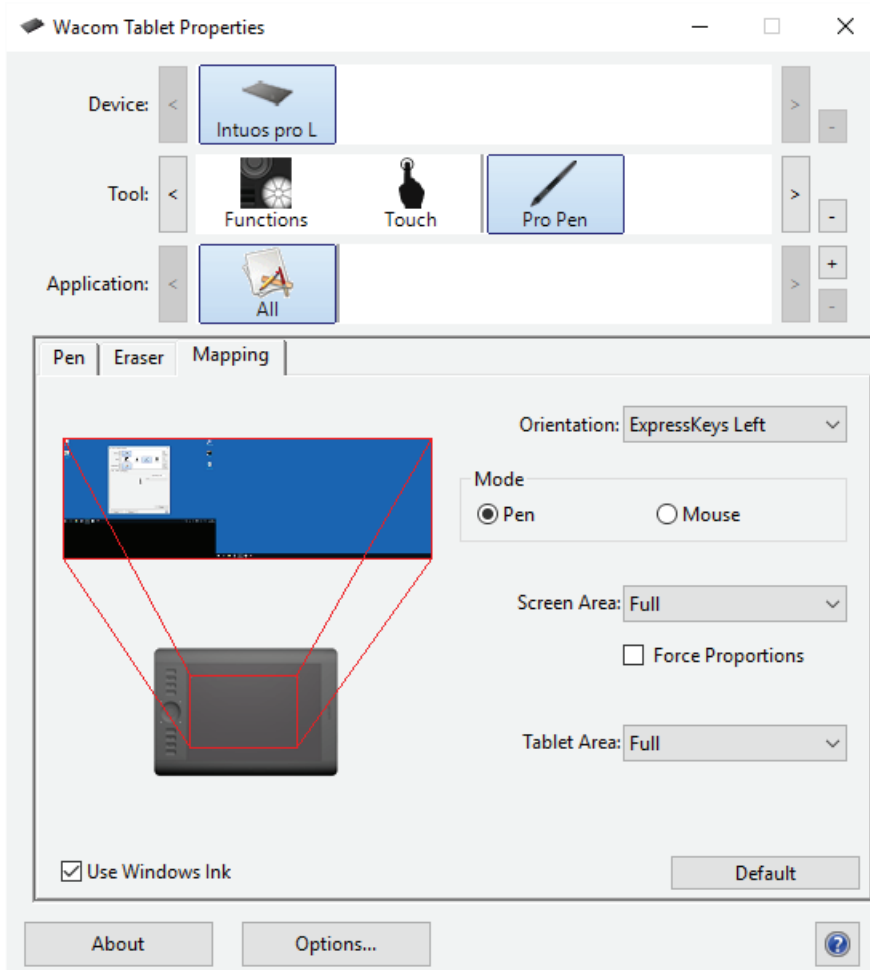 Wacom Tablet Properties
Device:
<
Intuos pro L
>
-
Tool:
<
Functions
Touch
Pro Pen
>
-
Application:
<
All
>
+
-
Pen Eraser Mapping
Orientation: ExpressKeys Left
Mode
Pen Mouse
Screen Area: Full
Force Proportions
Tablet Area: Full
Use Windows Ink
Default
About
Options...
?